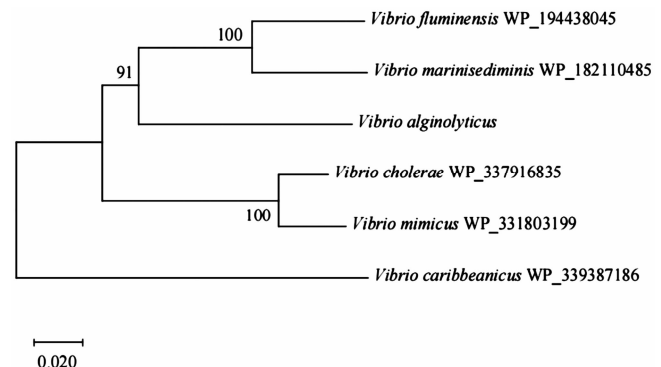 Vibrio fluminensis WP_194438045
100
Vibrio marinisediminis WP_182110485
91
Vibrio alginolyticus
Vibrio cholerae WP_337916835
100
Vibrio mimicus WP_331803199
Vibrio caribbeanicus WP_339387186
0.020